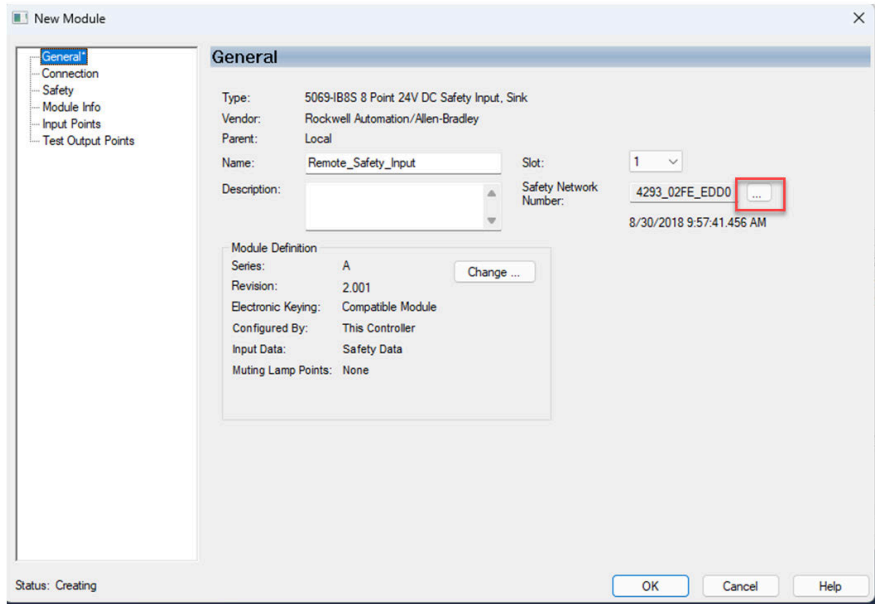 New Module
General*
Connection
Safety
Module Info
Input Points
Test Output Points
General
Type: 5069-IB8S 8 Point 24V DC Safety Input, Sink
Vendor: Rockwell Automation/Allen-Bradley
Parent: Local
Name: Remote_Safety_Input Slot: 1
Description: Safety Network Number: 4293_02FE_EDD0 ...
8/30/2018 9:57:41.456 AM
Module Definition
Series: A Change ...
Revision: 2.001
Electronic Keying: Compatible Module
Configured By: This Controller
Input Data: Safety Data
Muting Lamp Points: None
Status: Creating OK Cancel Help